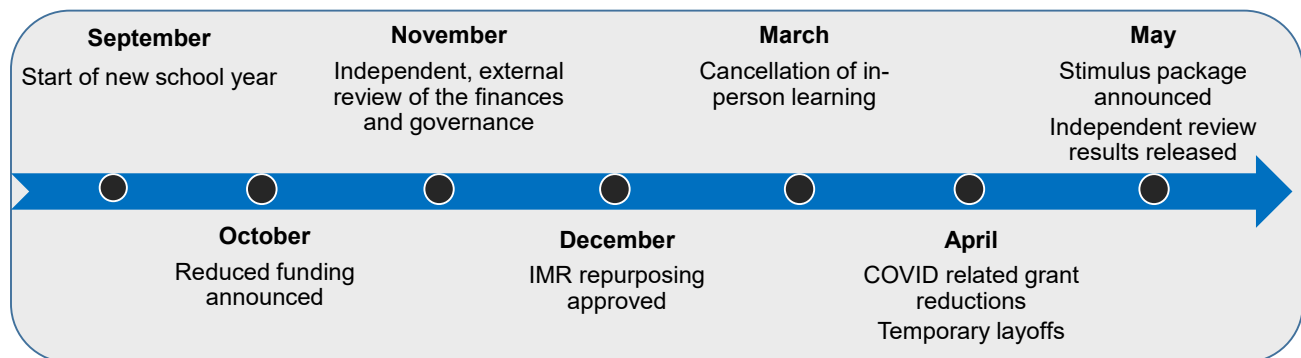 September
Start of new school year
November
Independent, external
review of the finances
and governance
March
Cancellation of in-
person learning
May
Stimulus package
announced
Independent review
results released
October
Reduced funding
announced
December
IMR repurposing
approved
April
COVID related grant
reductions
Temporary layoffs